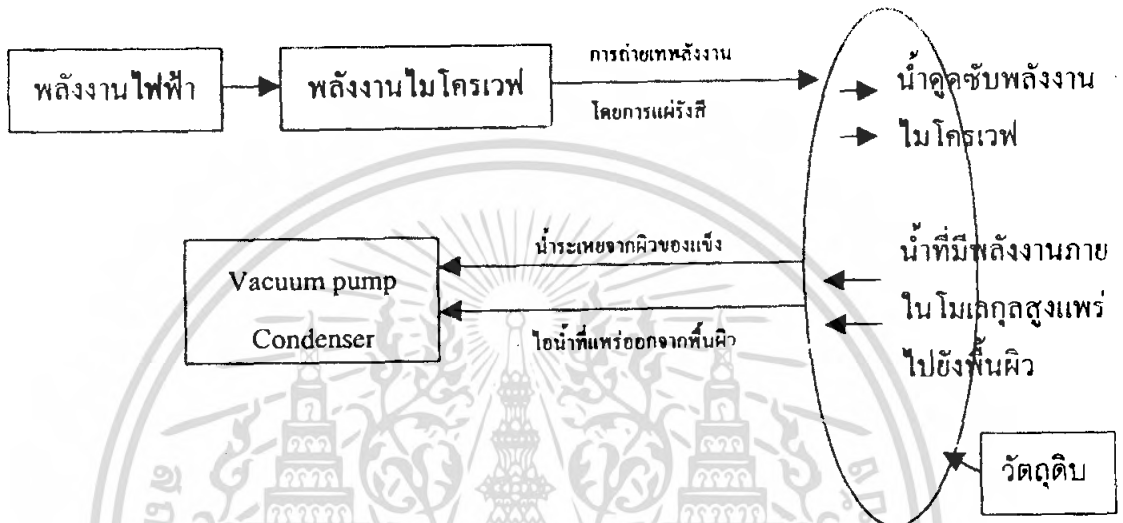 พลังงานไฟฟ้า
พลังงานไมโครเวฟ
การถ่ายเทพลังงาน
โดยการแผ่รังสี
น้ำดูดซับพลังงาน
ไมโครเวฟ
Vacuum pump
Condenser
น้ำระเหยจากผิวของแข็ง
ไอน้ำที่แพร่ออกจากพื้นผิว
น้ำที่มีพลังงานภาย
ในโมเลกุลสูงแพร่
ไปยังพื้นผิว
วัตถุดิบ